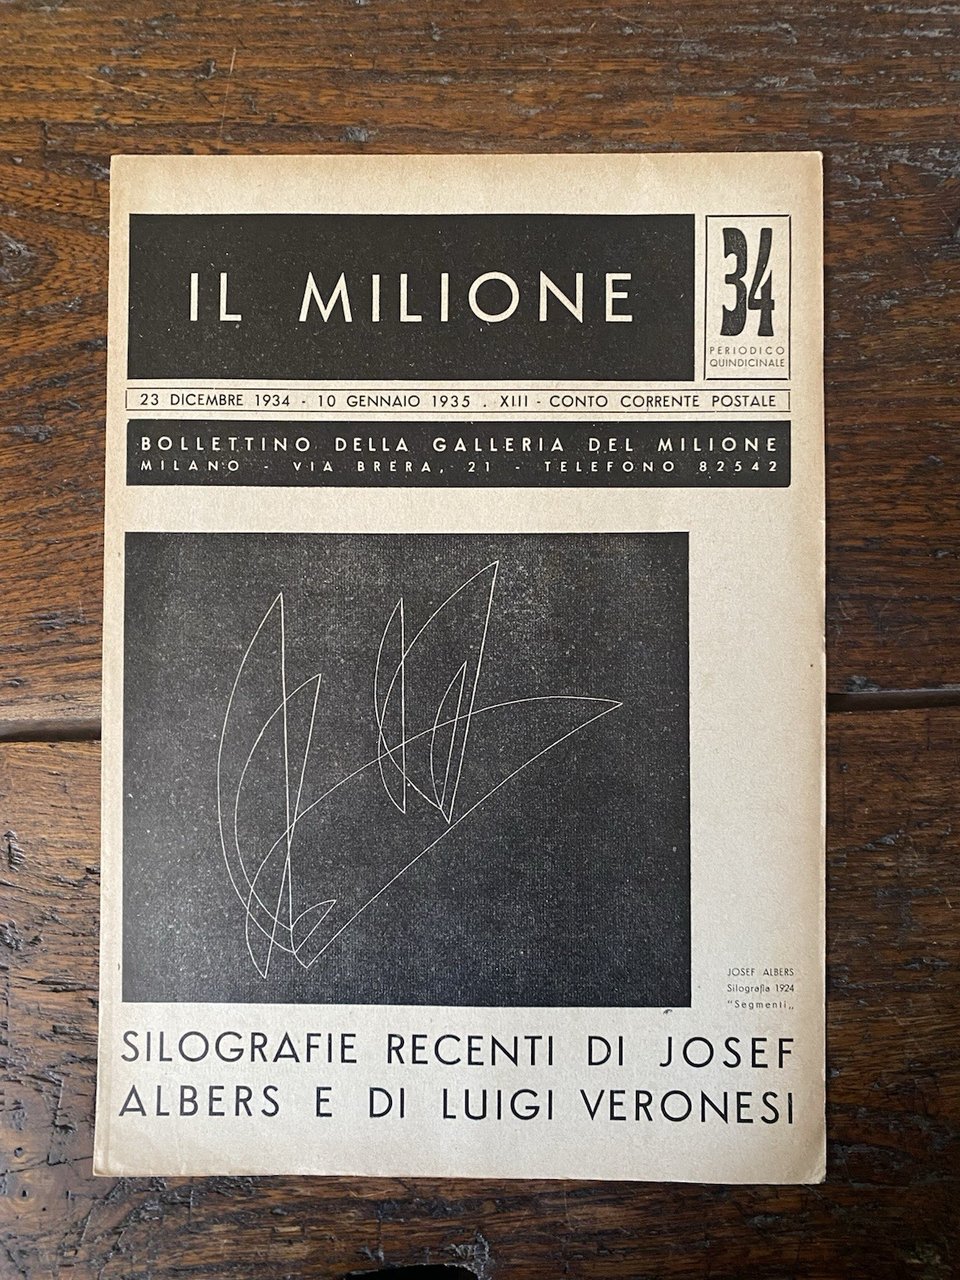 IL MILIONE
34
PERIODICO
QUINDICINALE
23 DICEMBRE 1934 - 10 GENNAIO 1935 . XIII - CONTO CORRENTE POSTALE
BOLLETTINO DELLA GALLERIA DEL MILIONE
MILANO - VIA BRERA, 21 - TELEFONO 82542
JOSEF ALBERS
Silografia 1924
"Segmenti„
SILOGRAFIE RECENTI DI JOSEF
ALBERS E DI LUIGI VERONESI